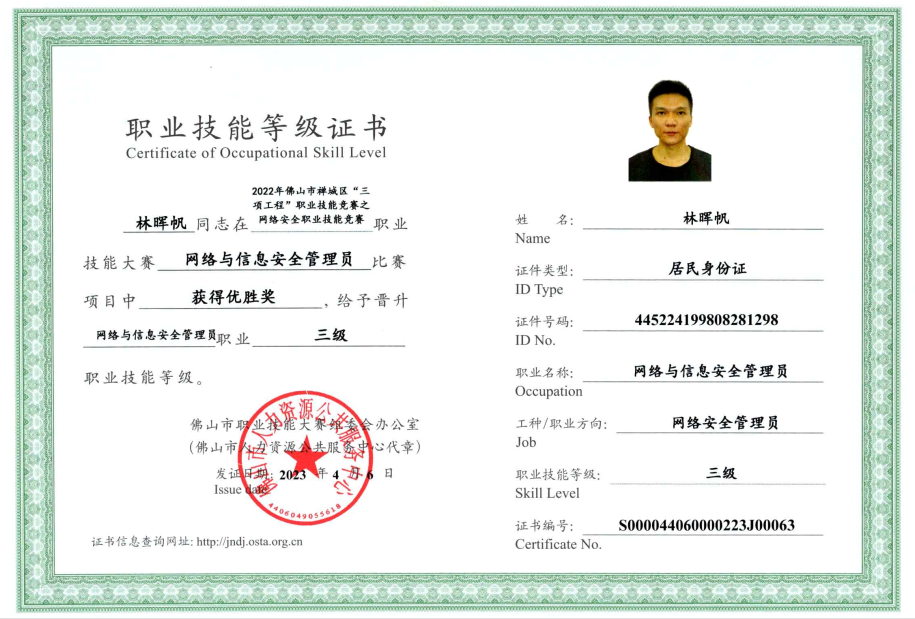 职业技能等级证书
Certificate of Occupational Skill Level
2022年佛山市禅城区“三
项工程”职业技能竞赛之
林晖帆同志在网络安全职业技能竞赛职业
技能大赛网络与信息安全管理员比赛
项目中获得优胜奖，给予晋升
网络与信息安全管理员职业三级
职业技能等级。
佛山市职业技能大赛组委会办公室
（佛山市人力资源公共服务中心代章）
发证日期: 2023 年 4 月 6 日
Issue date
佛山市人力资源公共服务中心
4406049055618
证书信息查询网址: http://jndj.osta.org.cn
姓 名: 林晖帆
Name
证件类型: 居民身份证
ID Type
证件号码: 445224199808281298
ID No.
职业名称: 网络与信息安全管理员
Occupation
工种/职业方向: 网络安全管理员
Job
职业技能等级: 三级
Skill Level
证书编号: S000044060000223J00063
Certificate No.